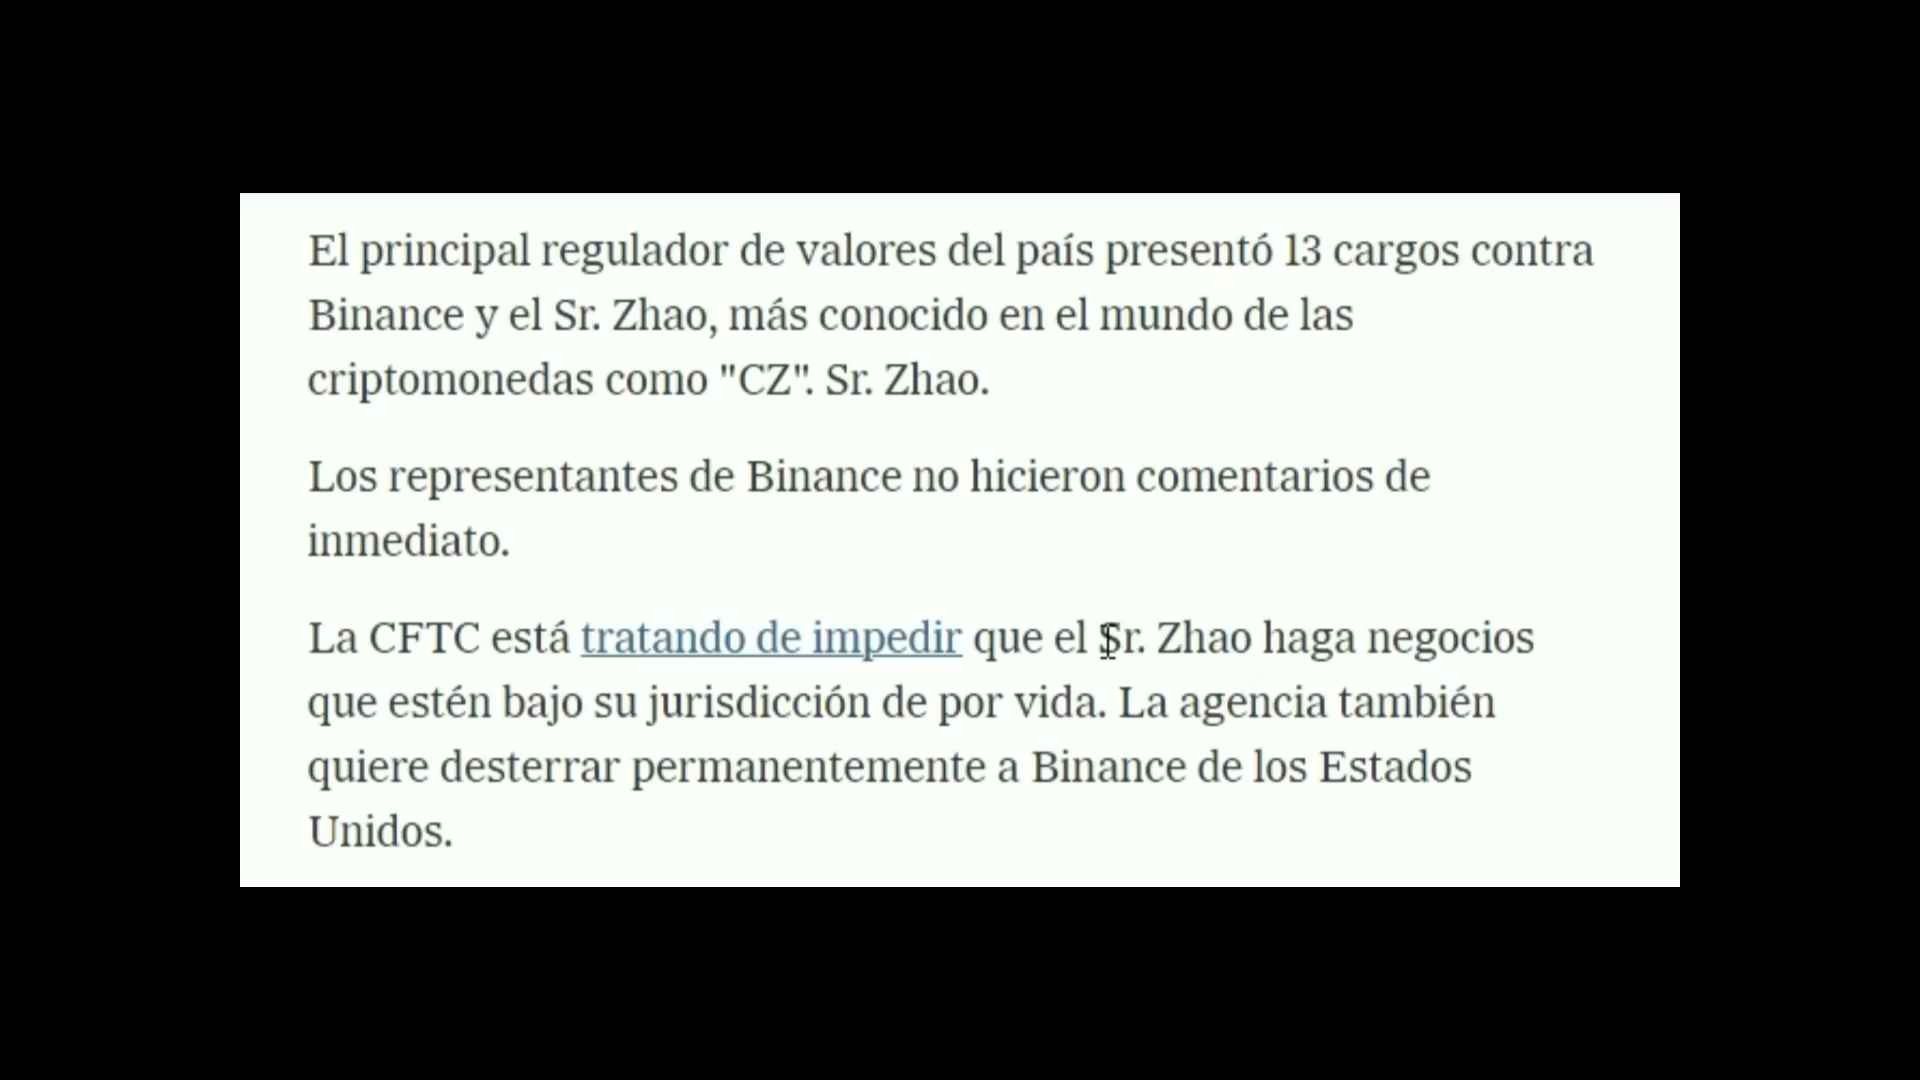 El principal regulador de valores del país presentó 13 cargos contra
Binance y el Sr. Zhao, más conocido en el mundo de las
criptomonedas como "CZ". Sr. Zhao.
Los representantes de Binance no hicieron comentarios de
inmediato.
La CFTC está tratando de impedir que el Sr. Zhao haga negocios
que estén bajo su jurisdicción de por vida. La agencia también
quiere desterrar permanentemente a Binance de los Estados
Unidos.